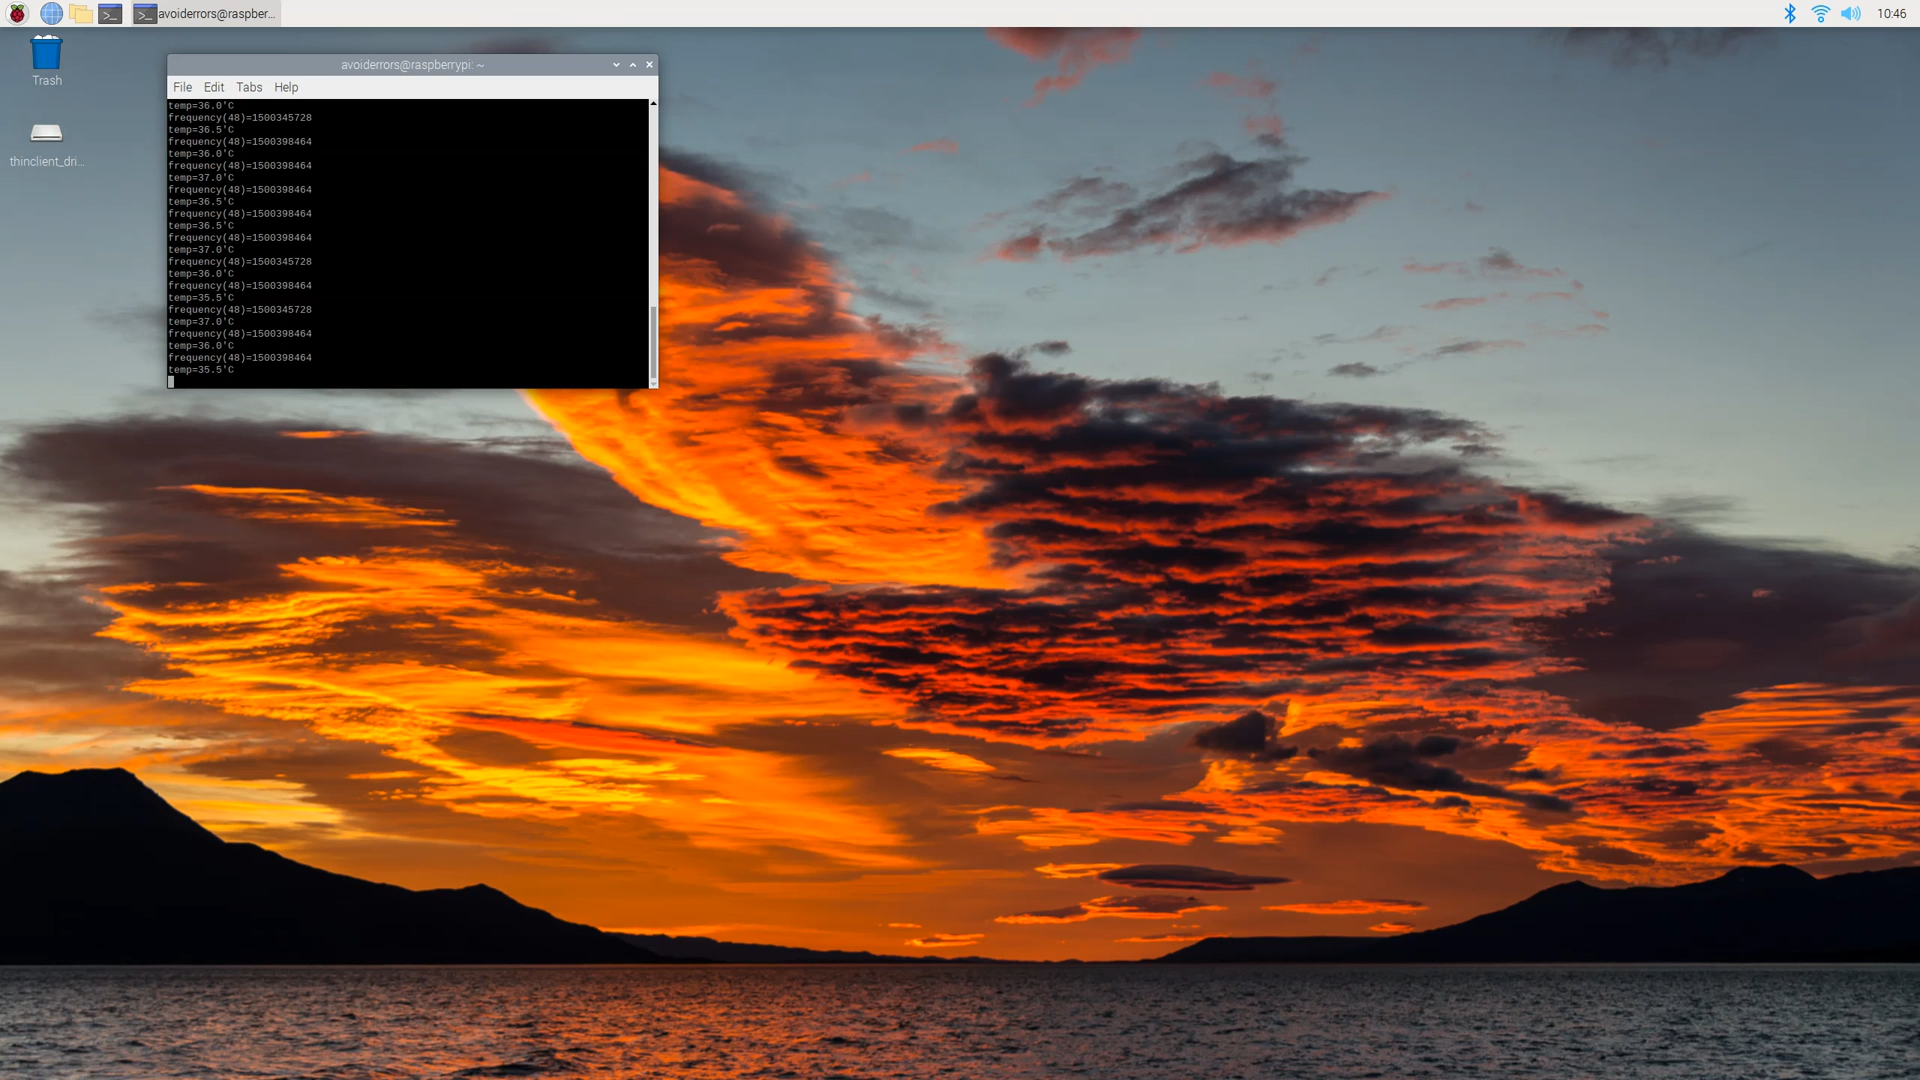 avoiderrors@raspber...
10:46
Trash
thinclient_dri...
avoiderrors@raspberrypi: ~
File Edit Tabs Help
temp=36.0'C
frequency(48)=1500345728
temp=36.5'C
frequency(48)=1500398464
temp=36.0'C
frequency(48)=1500398464
temp=37.0'C
frequency(48)=1500398464
temp=36.5'C
frequency(48)=1500398464
temp=36.5'C
frequency(48)=1500398464
temp=37.0'C
frequency(48)=1500345728
temp=36.0'C
frequency(48)=1500398464
temp=35.5'C
frequency(48)=1500345728
temp=37.0'C
frequency(48)=1500398464
temp=36.0'C
frequency(48)=1500398464
temp=35.5'C